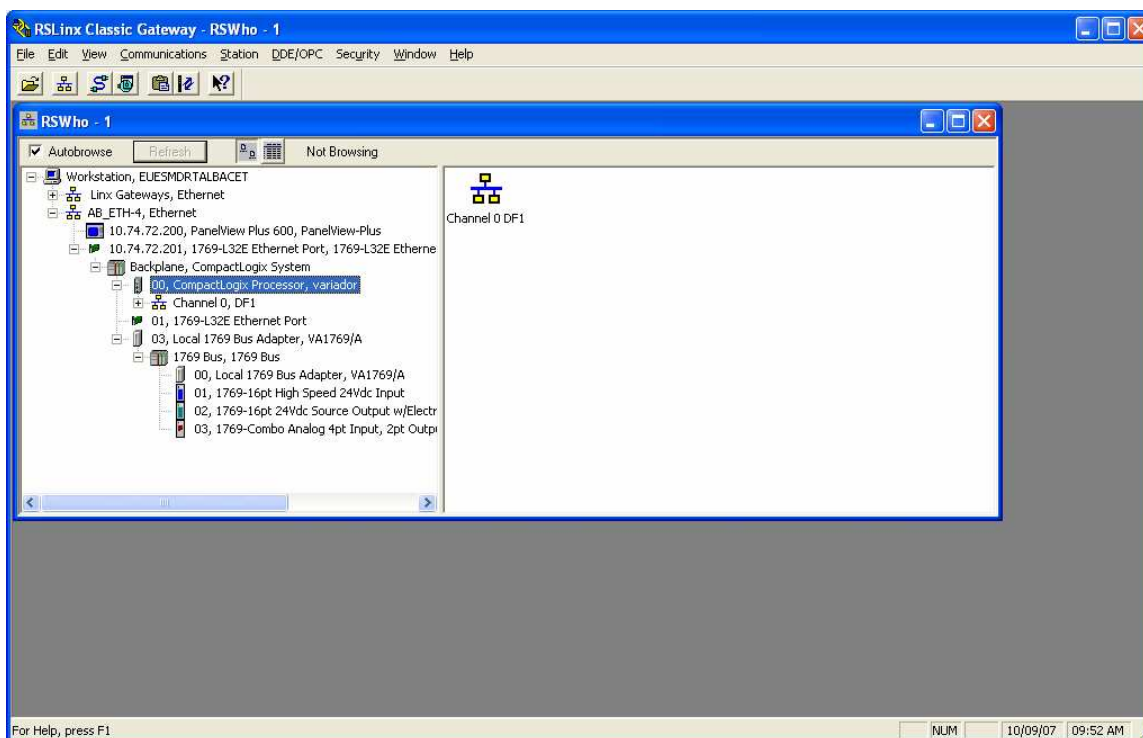 RSLinx Classic Gateway - RSWho - 1
File Edit View Communications Station DDE/OPC Security Window Help
RSWho - 1
Autobrowse Refresh Not Browsing
Workstation, EUESMDRTALBACET
Linx Gateways, Ethernet
AB_ETH-4, Ethernet
10.74.72.200, PanelView Plus 600, PanelView-Plus
10.74.72.201, 1769-L32E Ethernet Port, 1769-L32E Etherne
Backplane, CompactLogix System
00, CompactLogix Processor, variador
Channel 0, DF1
01, 1769-L32E Ethernet Port
03, Local 1769 Bus Adapter, VA1769/A
1769 Bus, 1769 Bus
00, Local 1769 Bus Adapter, VA1769/A
01, 1769-16pt High Speed 24Vdc Input
02, 1769-16pt 24Vdc Source Output w/Electr
03, 1769-Combo Analog 4pt Input, 2pt Outp
Channel 0 DF1
For Help, press F1 NUM 10/09/07 09:52 AM